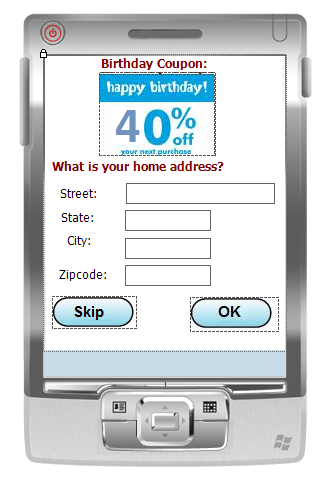 Birthday Coupon:
happy birthday!
40%
off
your next purchase
What is your home address?
Street:
State:
City:
Zipcode:
Skip OK